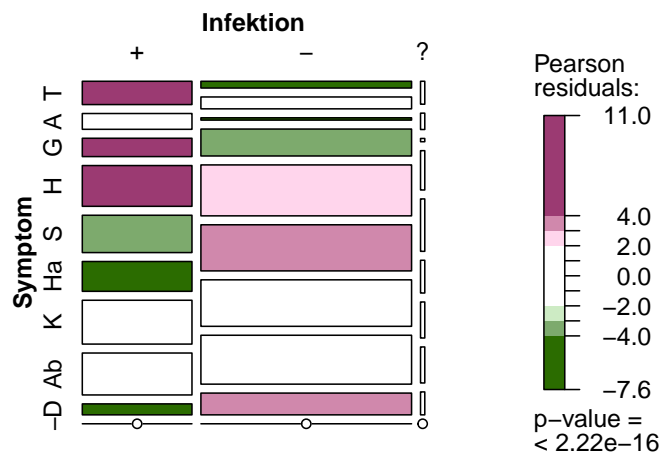 Infektion
+ − ?
Symptom
T
A
G
H
S
Ha
K
Ab
−D
Pearson
residuals:
11.0
4.0
2.0
0.0
−2.0
−4.0
−7.6
p−value =
< 2.22e−16